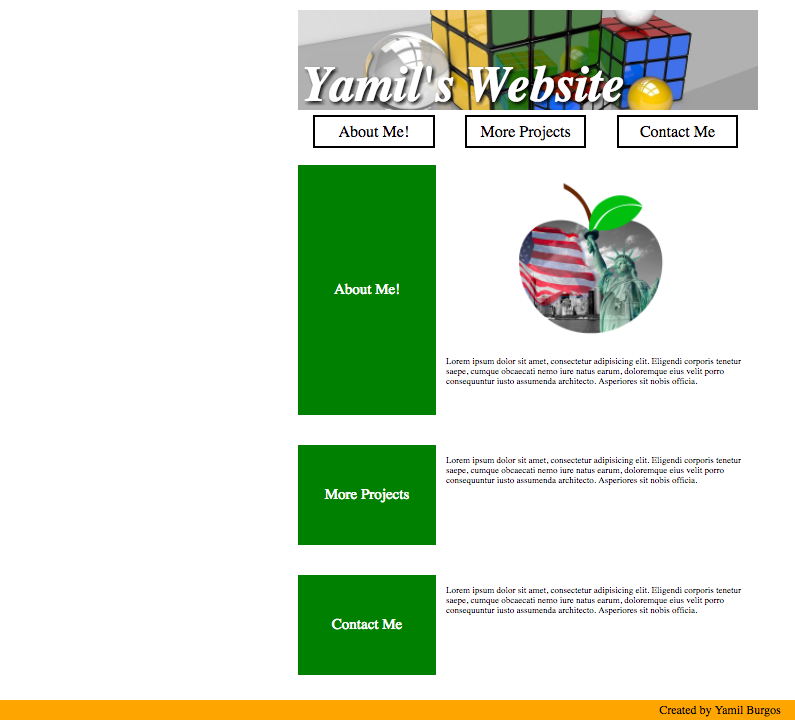 Yamil's Website
About Me!
More Projects
Contact Me
About Me!
Lorem ipsum dolor sit amet, consectetur adipisicing elit. Eligendi corporis tenetur
saepe, cumque obcaecati nemo iure natus earum, doloremque eius velit porro
consequuntur iusto assumenda architecto. Asperiores sit nobis officia.
More Projects
Lorem ipsum dolor sit amet, consectetur adipisicing elit. Eligendi corporis tenetur
saepe, cumque obcaecati nemo iure natus earum, doloremque eius velit porro
consequuntur iusto assumenda architecto. Asperiores sit nobis officia.
Contact Me
Lorem ipsum dolor sit amet, consectetur adipisicing elit. Eligendi corporis tenetur
saepe, cumque obcaecati nemo iure natus earum, doloremque eius velit porro
consequuntur iusto assumenda architecto. Asperiores sit nobis officia.
Created by Yamil Burgos